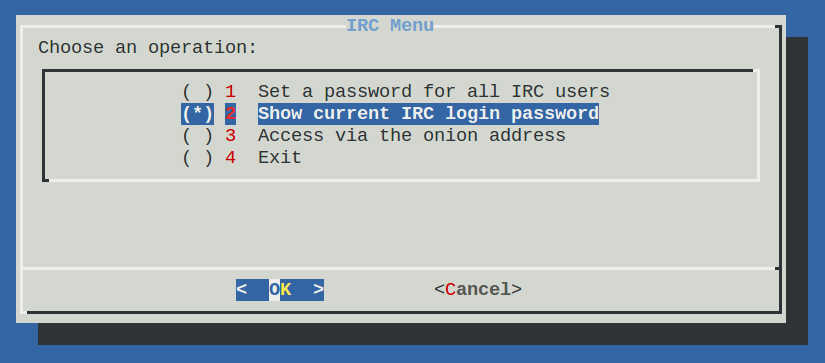 IRC Menu
Choose an operation:
( ) 1  Set a password for all IRC users
(*) 2  Show current IRC login password
( ) 3  Access via the onion address
( ) 4  Exit
<  OK  >          <Cancel>